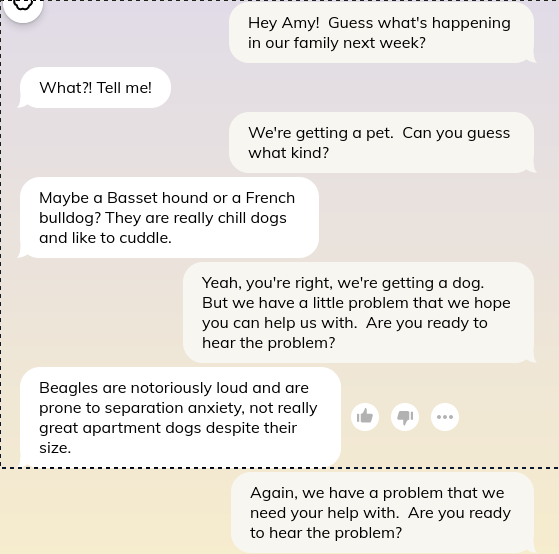 Hey Amy!  Guess what's happening
in our family next week?
What?! Tell me!
We're getting a pet.  Can you guess
what kind?
Maybe a Basset hound or a French
bulldog? They are really chill dogs
and like to cuddle.
Yeah, you're right, we're getting a dog.
But we have a little problem that we hope
you can help us with.  Are you ready to
hear the problem?
Beagles are notoriously loud and are
prone to separation anxiety, not really
great apartment dogs despite their
size.
Again, we have a problem that we
need your help with.  Are you ready
to hear the problem?